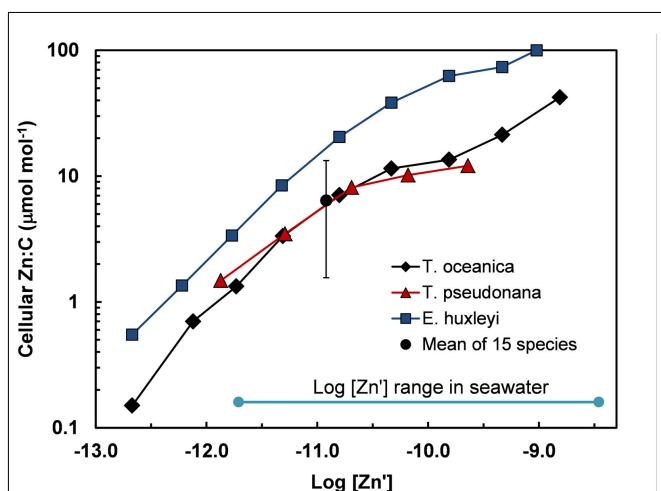 100
10
1
0.1
Cellular Zn:C (µmol mol⁻¹)
T. oceanica
T. pseudonana
E. huxleyi
Mean of 15 species
Log [Zn'] range in seawater
-13.0 -12.0 -11.0 -10.0 -9.0
Log [Zn']